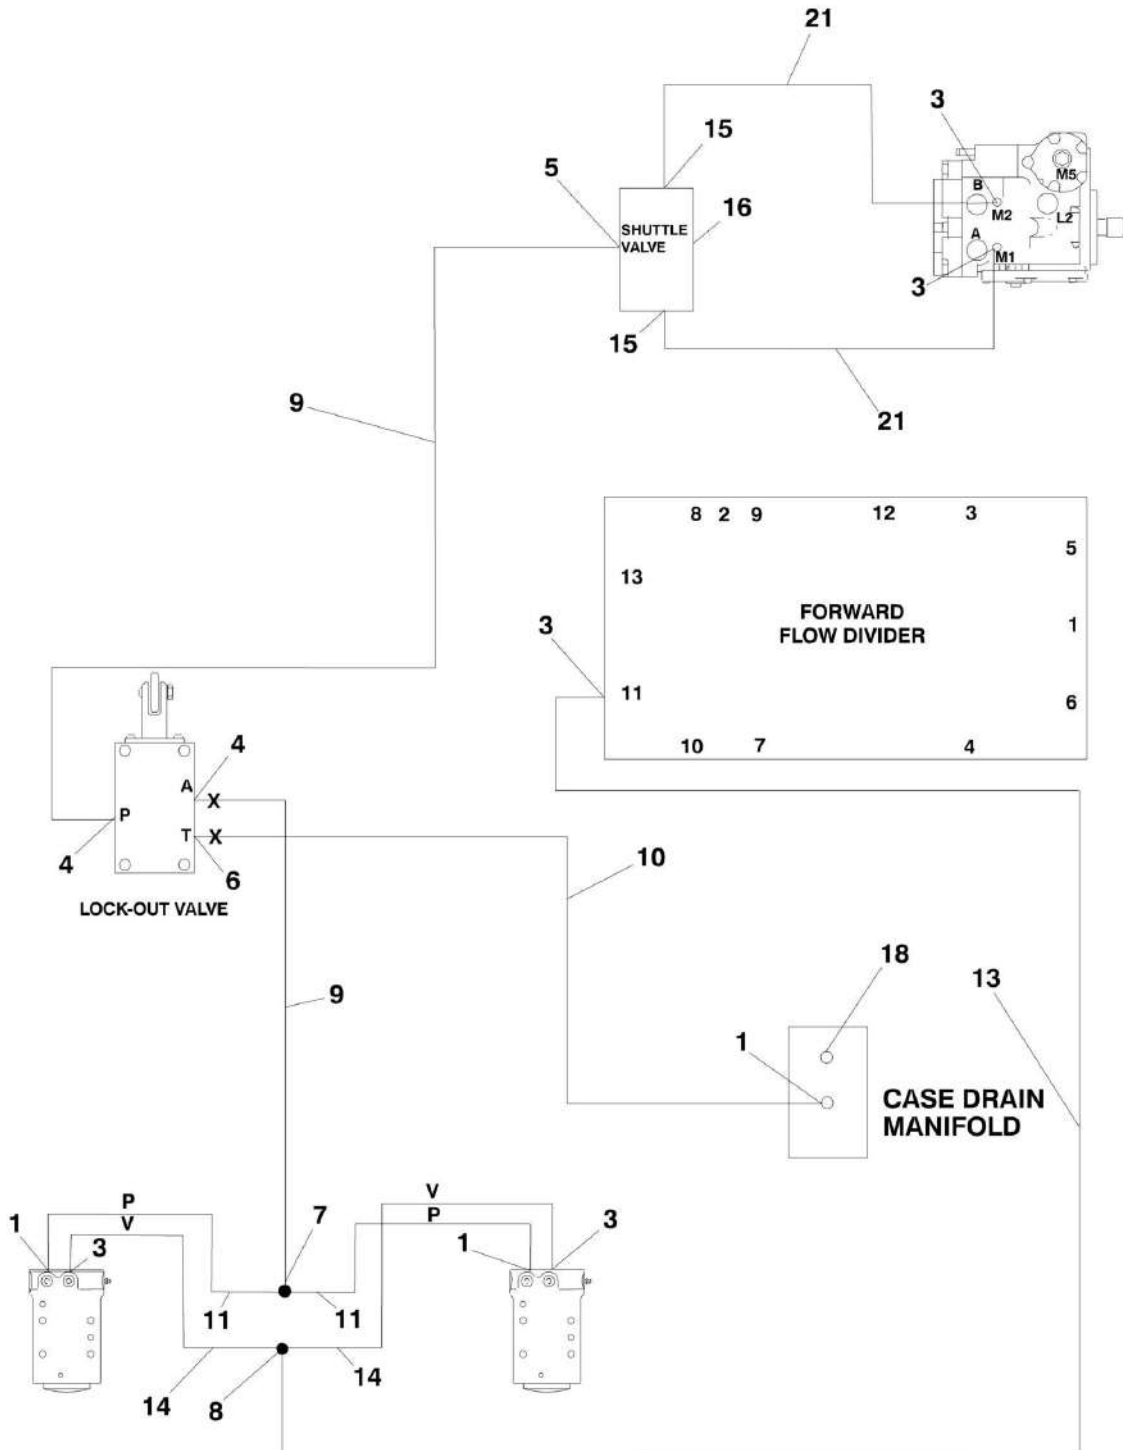 21
3
15
5
M5
B
16
M2
L2
SHUTTLE
VALVE
A
M1
3
15
9
21
8 2 9 12 3
5
13
FORWARD
FLOW DIVIDER
1
3
11
6
10 7 4
4
A
X
P
T X
4
6
10
LOCK-OUT VALVE
18
9
13
1
CASE DRAIN
MANIFOLD
V
P
7
P
V
1
3
1
3
11
11
14
14
8